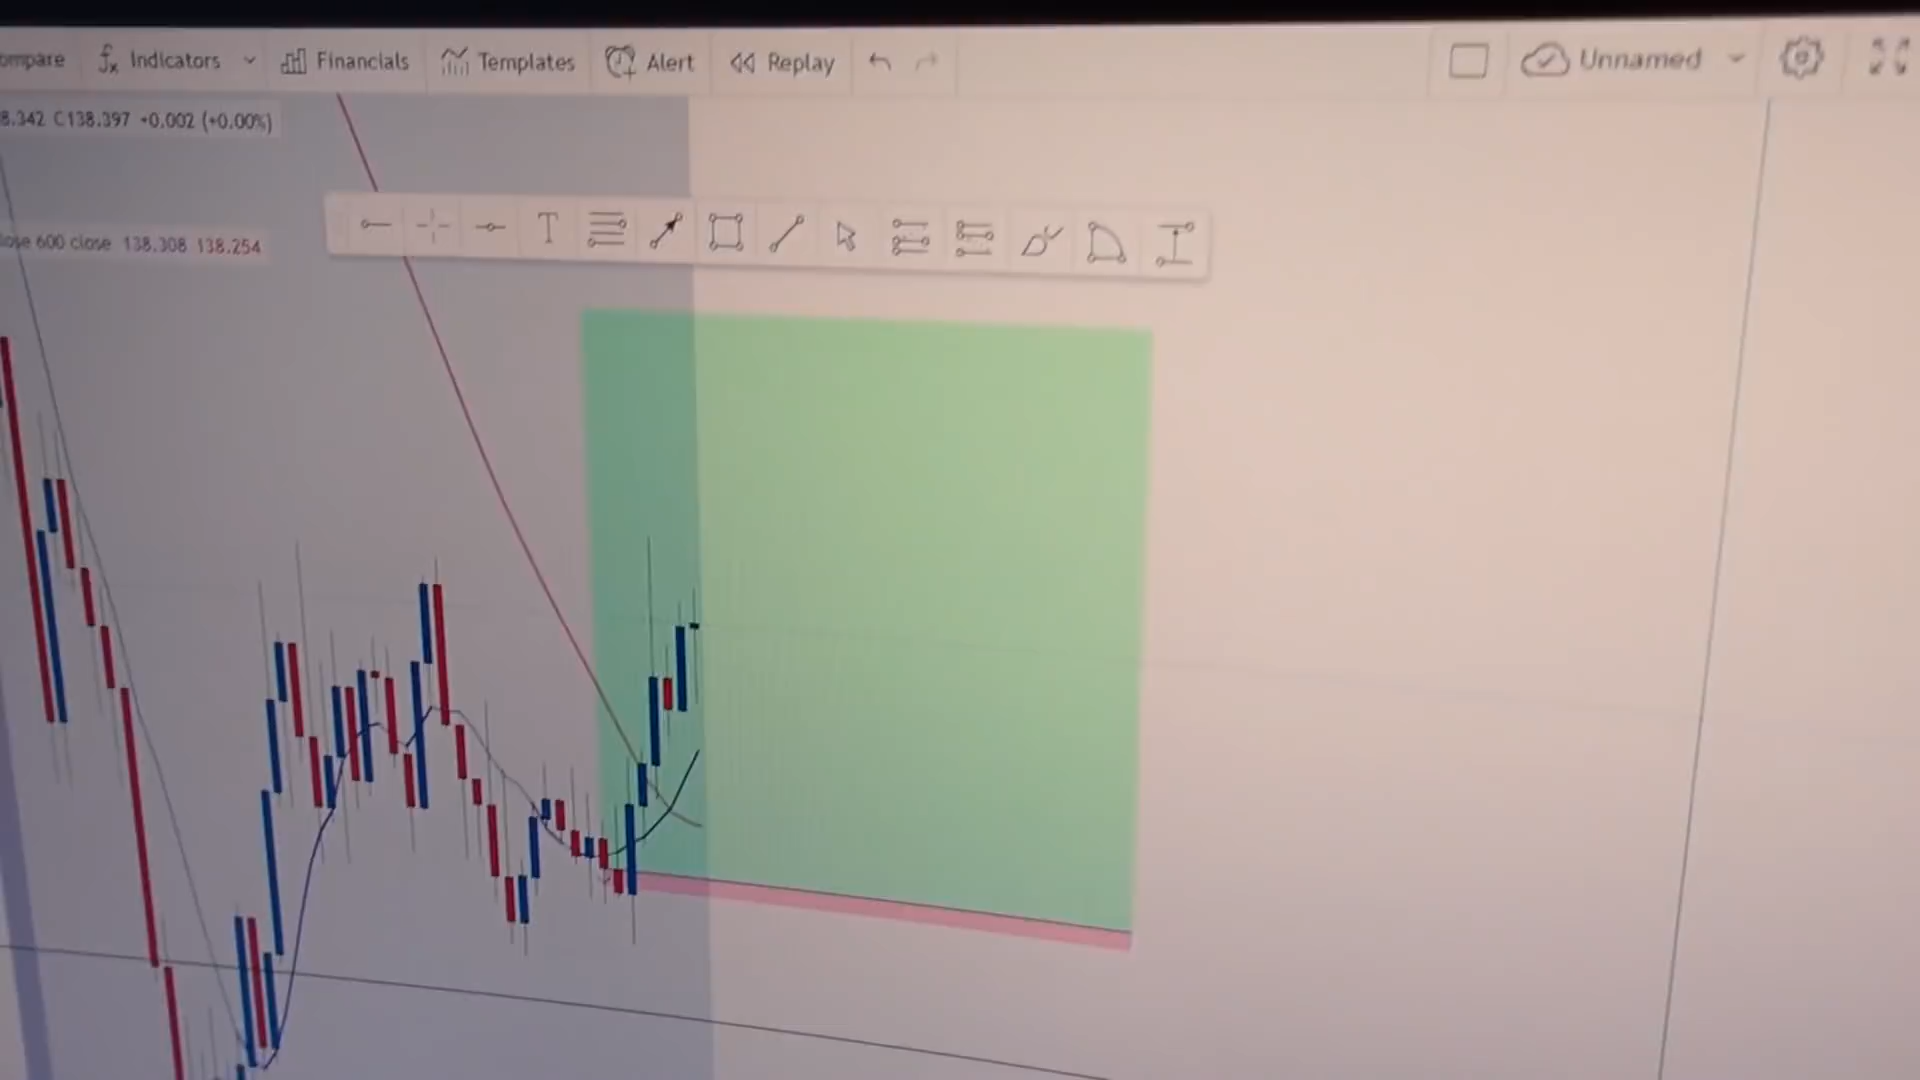 ompare Indicators Financials Templates Alert Replay Unnamed
8.342 C138.397 +0.002 (+0.00%)
lose 600 close 138.308 138.254